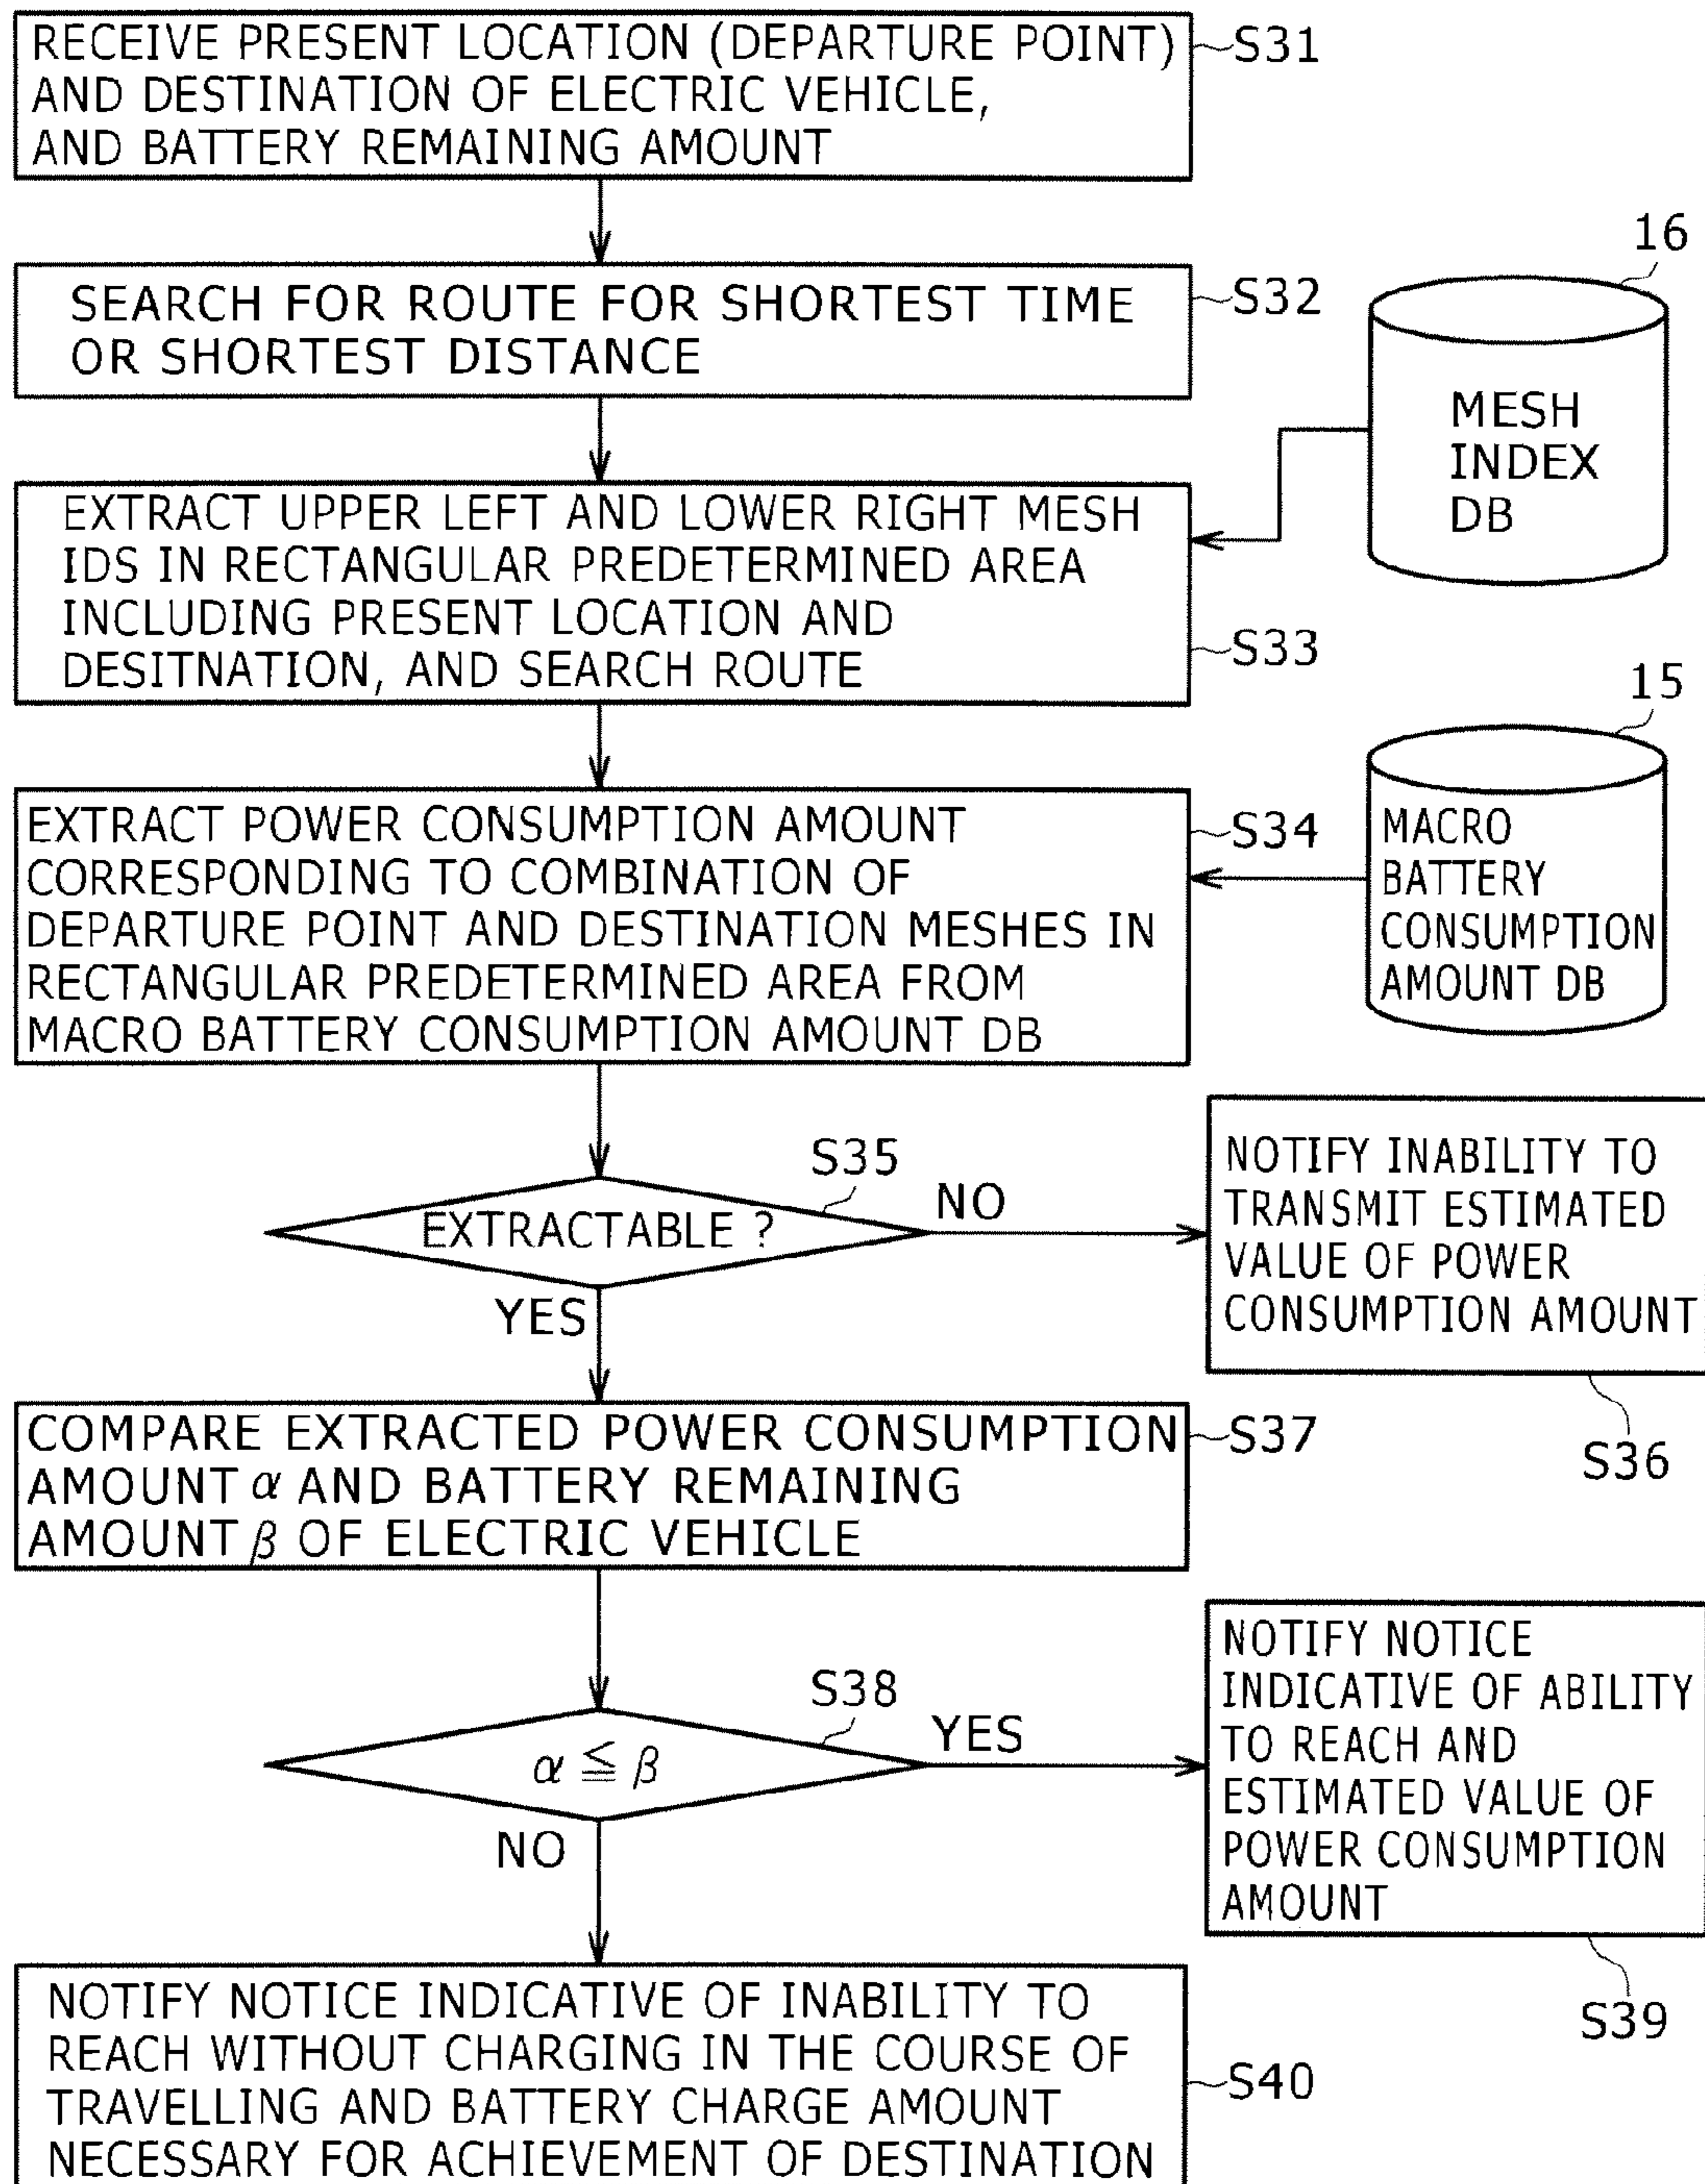 RECEIVE PRESENT LOCATION (DEPARTURE POINT)
AND DESTINATION OF ELECTRIC VEHICLE,
AND BATTERY REMAINING AMOUNT
S31
SEARCH FOR ROUTE FOR SHORTEST TIME
OR SHORTEST DISTANCE
S32
16
MESH
INDEX
DB
EXTRACT UPPER LEFT AND LOWER RIGHT MESH
IDS IN RECTANGULAR PREDETERMINED AREA
INCLUDING PRESENT LOCATION AND
DESITNATION, AND SEARCH ROUTE
S33
15
MACRO
BATTERY
CONSUMPTION
AMOUNT DB
EXTRACT POWER CONSUMPTION AMOUNT
CORRESPONDING TO COMBINATION OF
DEPARTURE POINT AND DESTINATION MESHES IN
RECTANGULAR PREDETERMINED AREA FROM
MACRO BATTERY CONSUMPTION AMOUNT DB
S34
S35
EXTRACTABLE ?
NO
YES
NOTIFY INABILITY TO
TRANSMIT ESTIMATED
VALUE OF POWER
CONSUMPTION AMOUNT
S36
COMPARE EXTRACTED POWER CONSUMPTION
AMOUNT α AND BATTERY REMAINING
AMOUNT β OF ELECTRIC VEHICLE
S37
S38
α ≦ β
YES
NO
NOTIFY NOTICE
INDICATIVE OF ABILITY
TO REACH AND
ESTIMATED VALUE OF
POWER CONSUMPTION
AMOUNT
S39
NOTIFY NOTICE INDICATIVE OF INABILITY TO
REACH WITHOUT CHARGING IN THE COURSE OF
TRAVELLING AND BATTERY CHARGE AMOUNT
NECESSARY FOR ACHIEVEMENT OF DESTINATION
S40